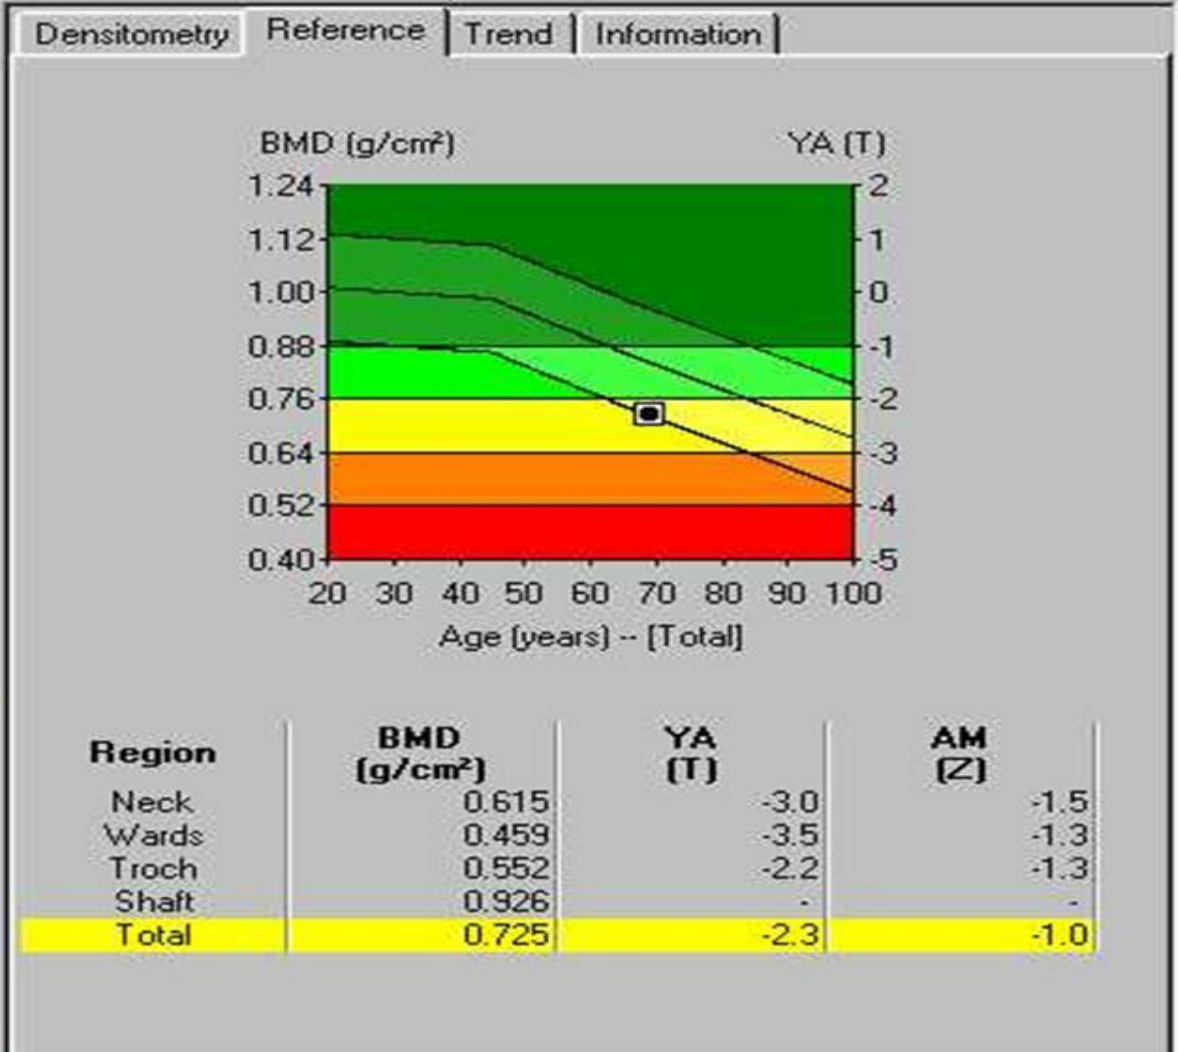 Densitometry Reference Trend Information
BMD (g/cm²) YA (T)
1.24 2
1.12 1
1.00 0
0.88 -1
0.76 -2
0.64 -3
0.52 -4
0.40 -5
20 30 40 50 60 70 80 90 100
Age (years) -- [Total]
Region BMD (g/cm²) YA (T) AM (Z)
Neck 0.615 -3.0 -1.5
Wards 0.459 -3.5 -1.3
Troch 0.552 -2.2 -1.3
Shaft 0.926 - -
Total 0.725 -2.3 -1.0